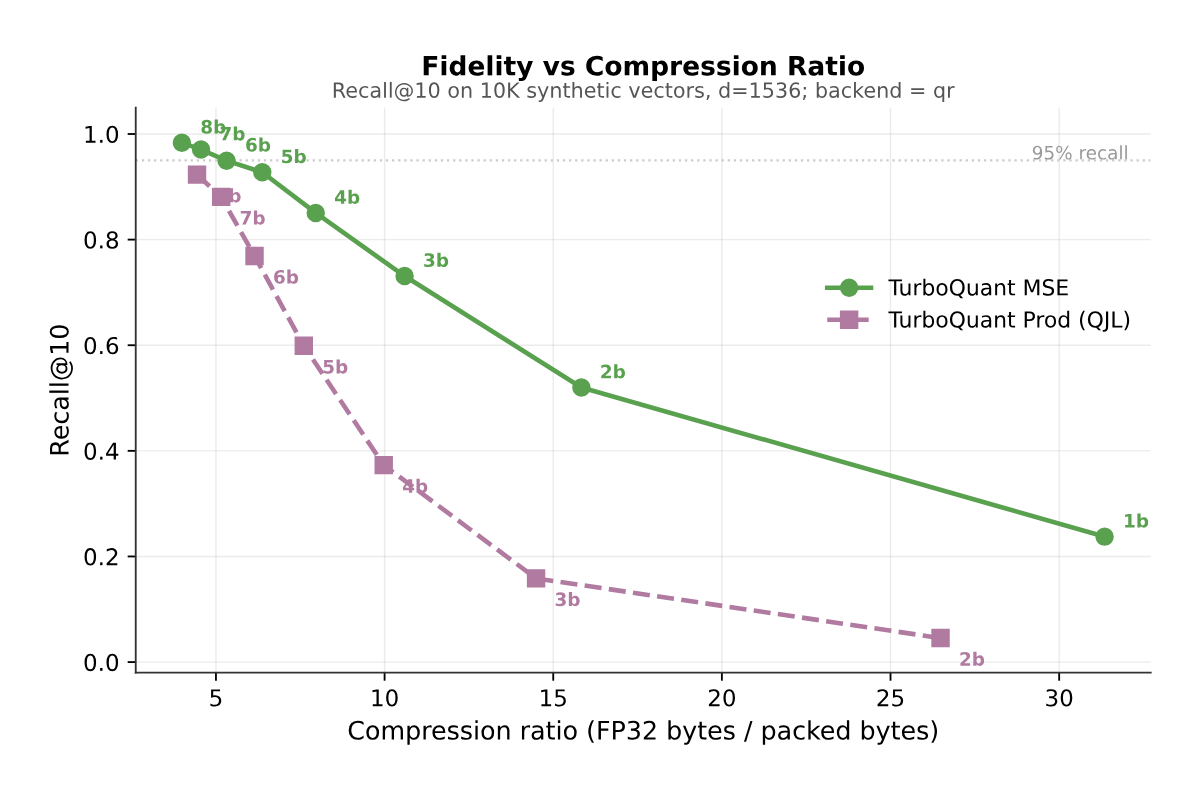 Fidelity vs Compression Ratio
Recall@10 on 10K synthetic vectors, d=1536; backend = qr
Recall@10
1.0
0.8
0.6
0.4
0.2
0.0
95% recall
8b
7b
6b
5b
4b
3b
2b
1b
7b
6b
5b
4b
3b
2b
TurboQuant MSE
TurboQuant Prod (QJL)
5
10
15
20
25
30
Compression ratio (FP32 bytes / packed bytes)